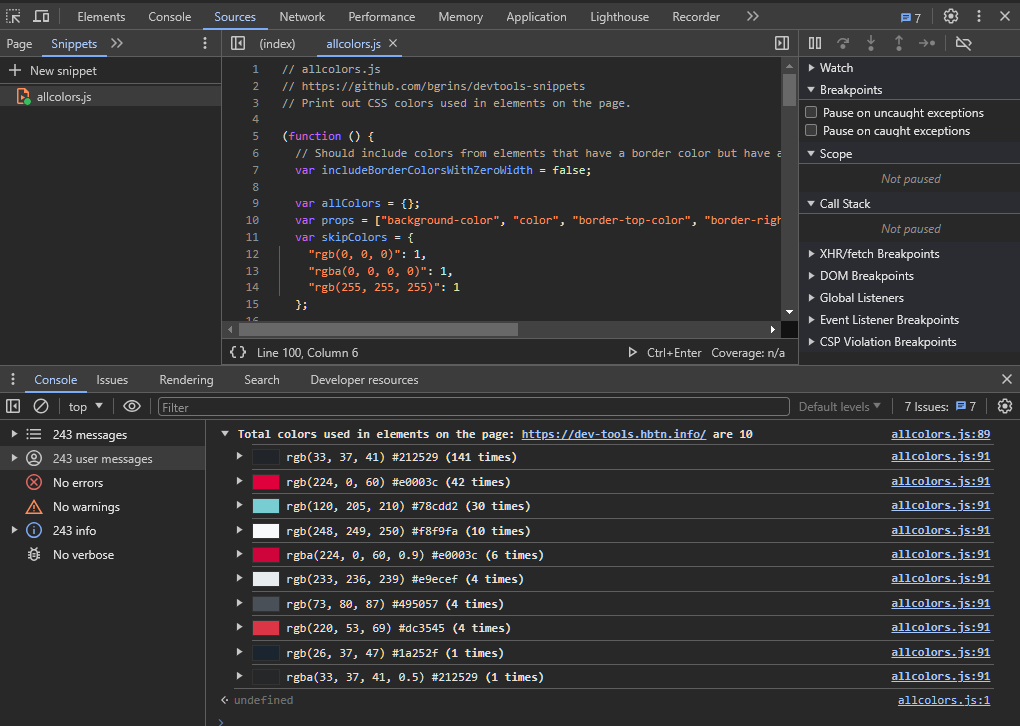 Elements Console Sources Network Performance Memory Application Lighthouse Recorder 7
Page Snippets (index) allcolors.js
New snippet
allcolors.js
1 // allcolors.js
2 // https://github.com/bgrins/devtools-snippets
3 // Print out CSS colors used in elements on the page.
4
5 (function () {
6 // Should include colors from elements that have a border color but have a
7 var includeBorderColorsWithZeroWidth = false;
8
9 var allColors = {};
10 var props = ["background-color", "color", "border-top-color", "border-righ
11 var skipColors = {
12 "rgb(0, 0, 0)": 1,
13 "rgba(0, 0, 0, 0)": 1,
14 "rgb(255, 255, 255)": 1
15 };
16
{} Line 100, Column 6 Ctrl+Enter Coverage: n/a
Watch
Breakpoints
Pause on uncaught exceptions
Pause on caught exceptions
Scope
Not paused
Call Stack
Not paused
XHR/fetch Breakpoints
DOM Breakpoints
Global Listeners
Event Listener Breakpoints
CSP Violation Breakpoints
Console Issues Rendering Search Developer resources
top Filter Default levels 7 Issues: 7
243 messages
243 user messages
No errors
No warnings
243 info
No verbose
Total colors used in elements on the page: https://dev-tools.hbtn.info/ are 10 allcolors.js:89
rgb(33, 37, 41) #212529 (141 times) allcolors.js:91
rgb(224, 0, 60) #e0003c (42 times) allcolors.js:91
rgb(120, 205, 210) #78cdd2 (30 times) allcolors.js:91
rgb(248, 249, 250) #f8f9fa (10 times) allcolors.js:91
rgba(224, 0, 60, 0.9) #e0003c (6 times) allcolors.js:91
rgb(233, 236, 239) #e9ecef (4 times) allcolors.js:91
rgb(73, 80, 87) #495057 (4 times) allcolors.js:91
rgb(220, 53, 69) #dc3545 (4 times) allcolors.js:91
rgb(26, 37, 47) #1a252f (1 times) allcolors.js:91
rgba(33, 37, 41, 0.5) #212529 (1 times) allcolors.js:91
undefined allcolors.js:1